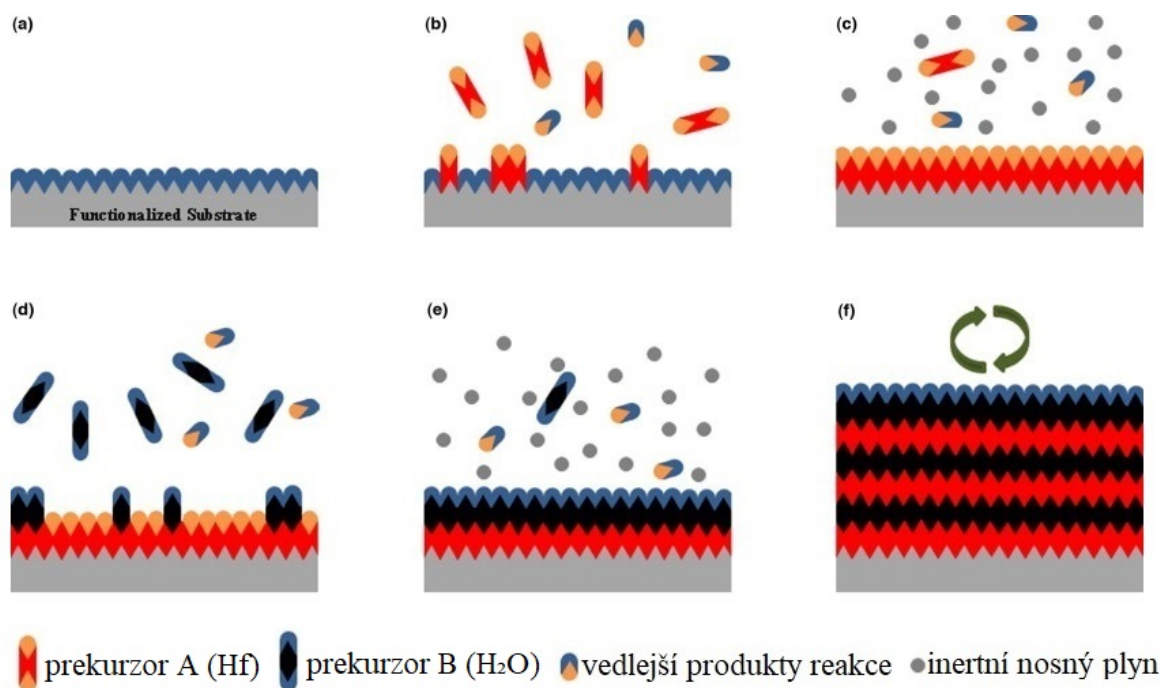 (a)
(b)
(c)
Functionalized Substrate
(d)
(e)
(f)
prekurzor A (Hf)
prekurzor B (H₂O)
vedlejší produkty reakce
inertní nosný plyn